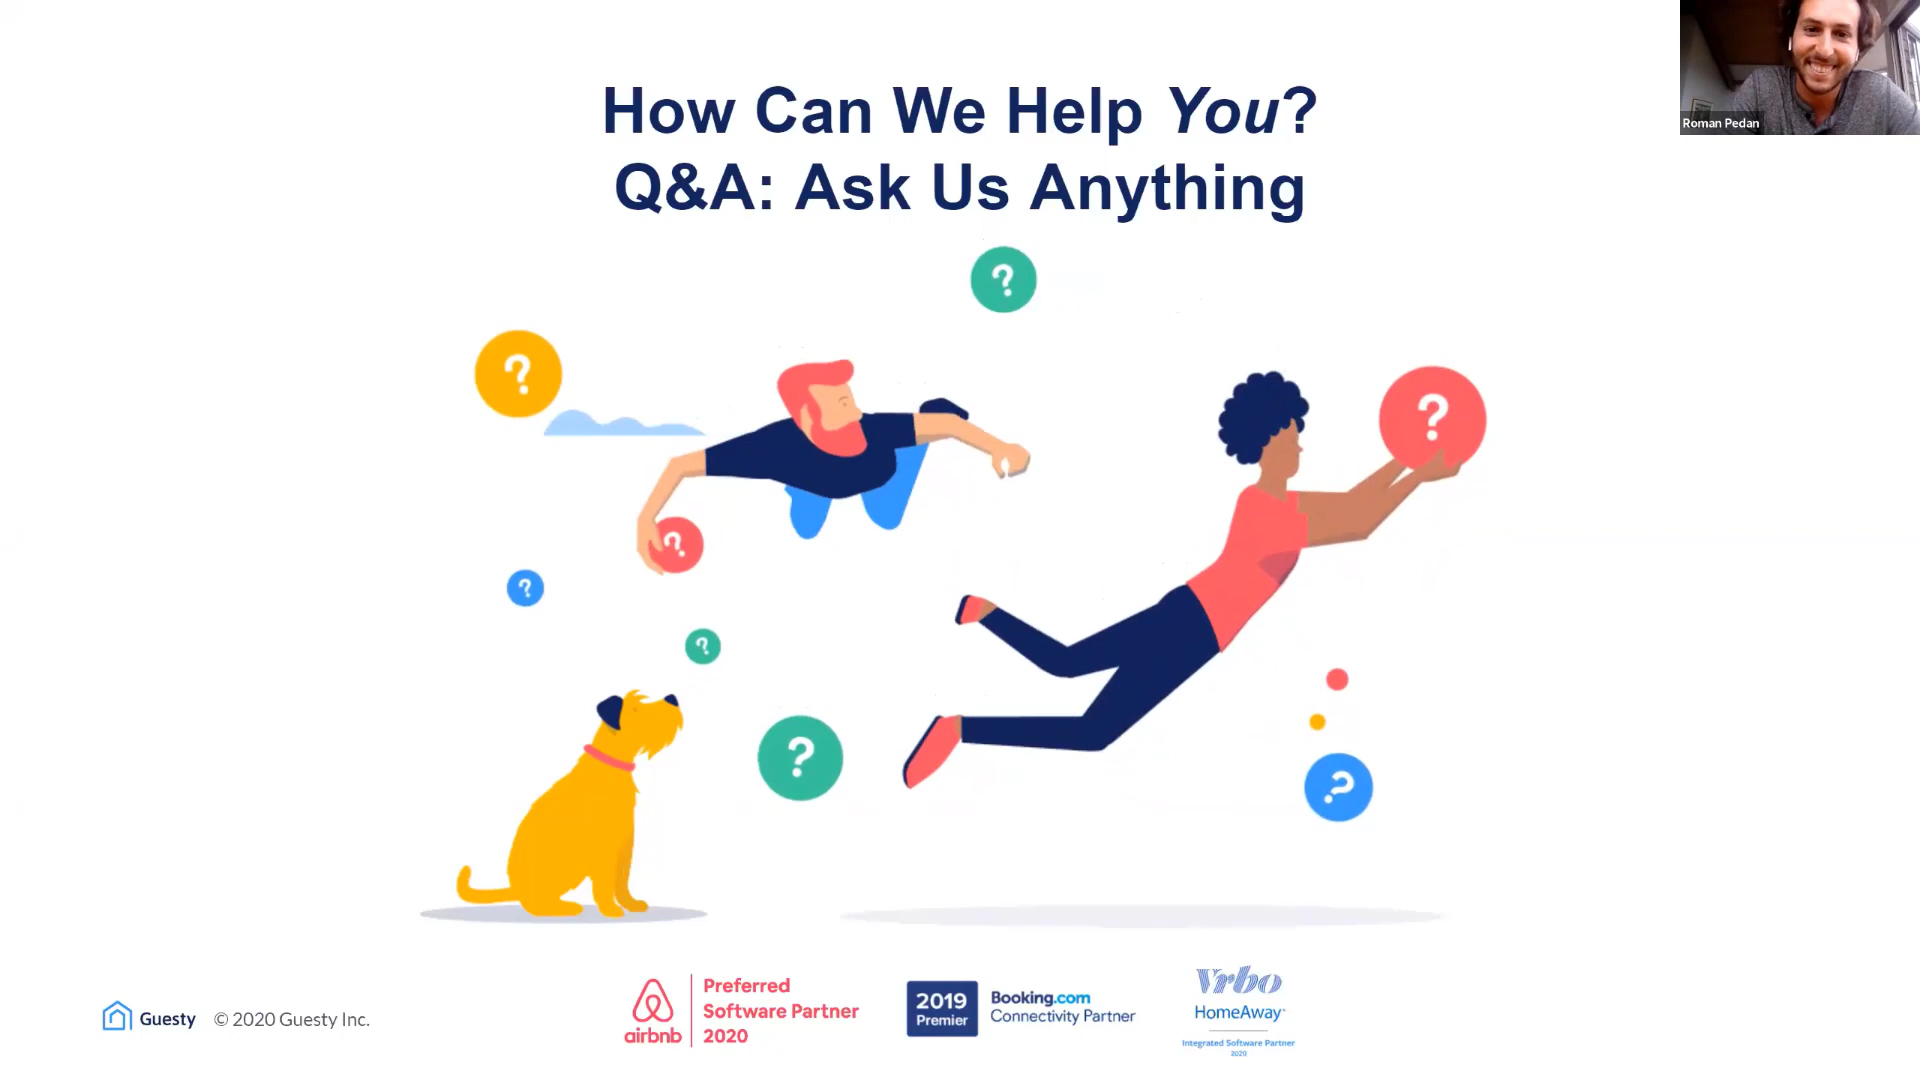 How Can We Help You?
Q&A: Ask Us Anything
Roman Pedan
?
?
?
?
?
?
?
?
Guesty © 2020 Guesty Inc.
airbnb
Preferred
Software Partner
2020
2019
Premier
Booking.com
Connectivity Partner
Vrbo
HomeAway
Integrated Software Partner
2020